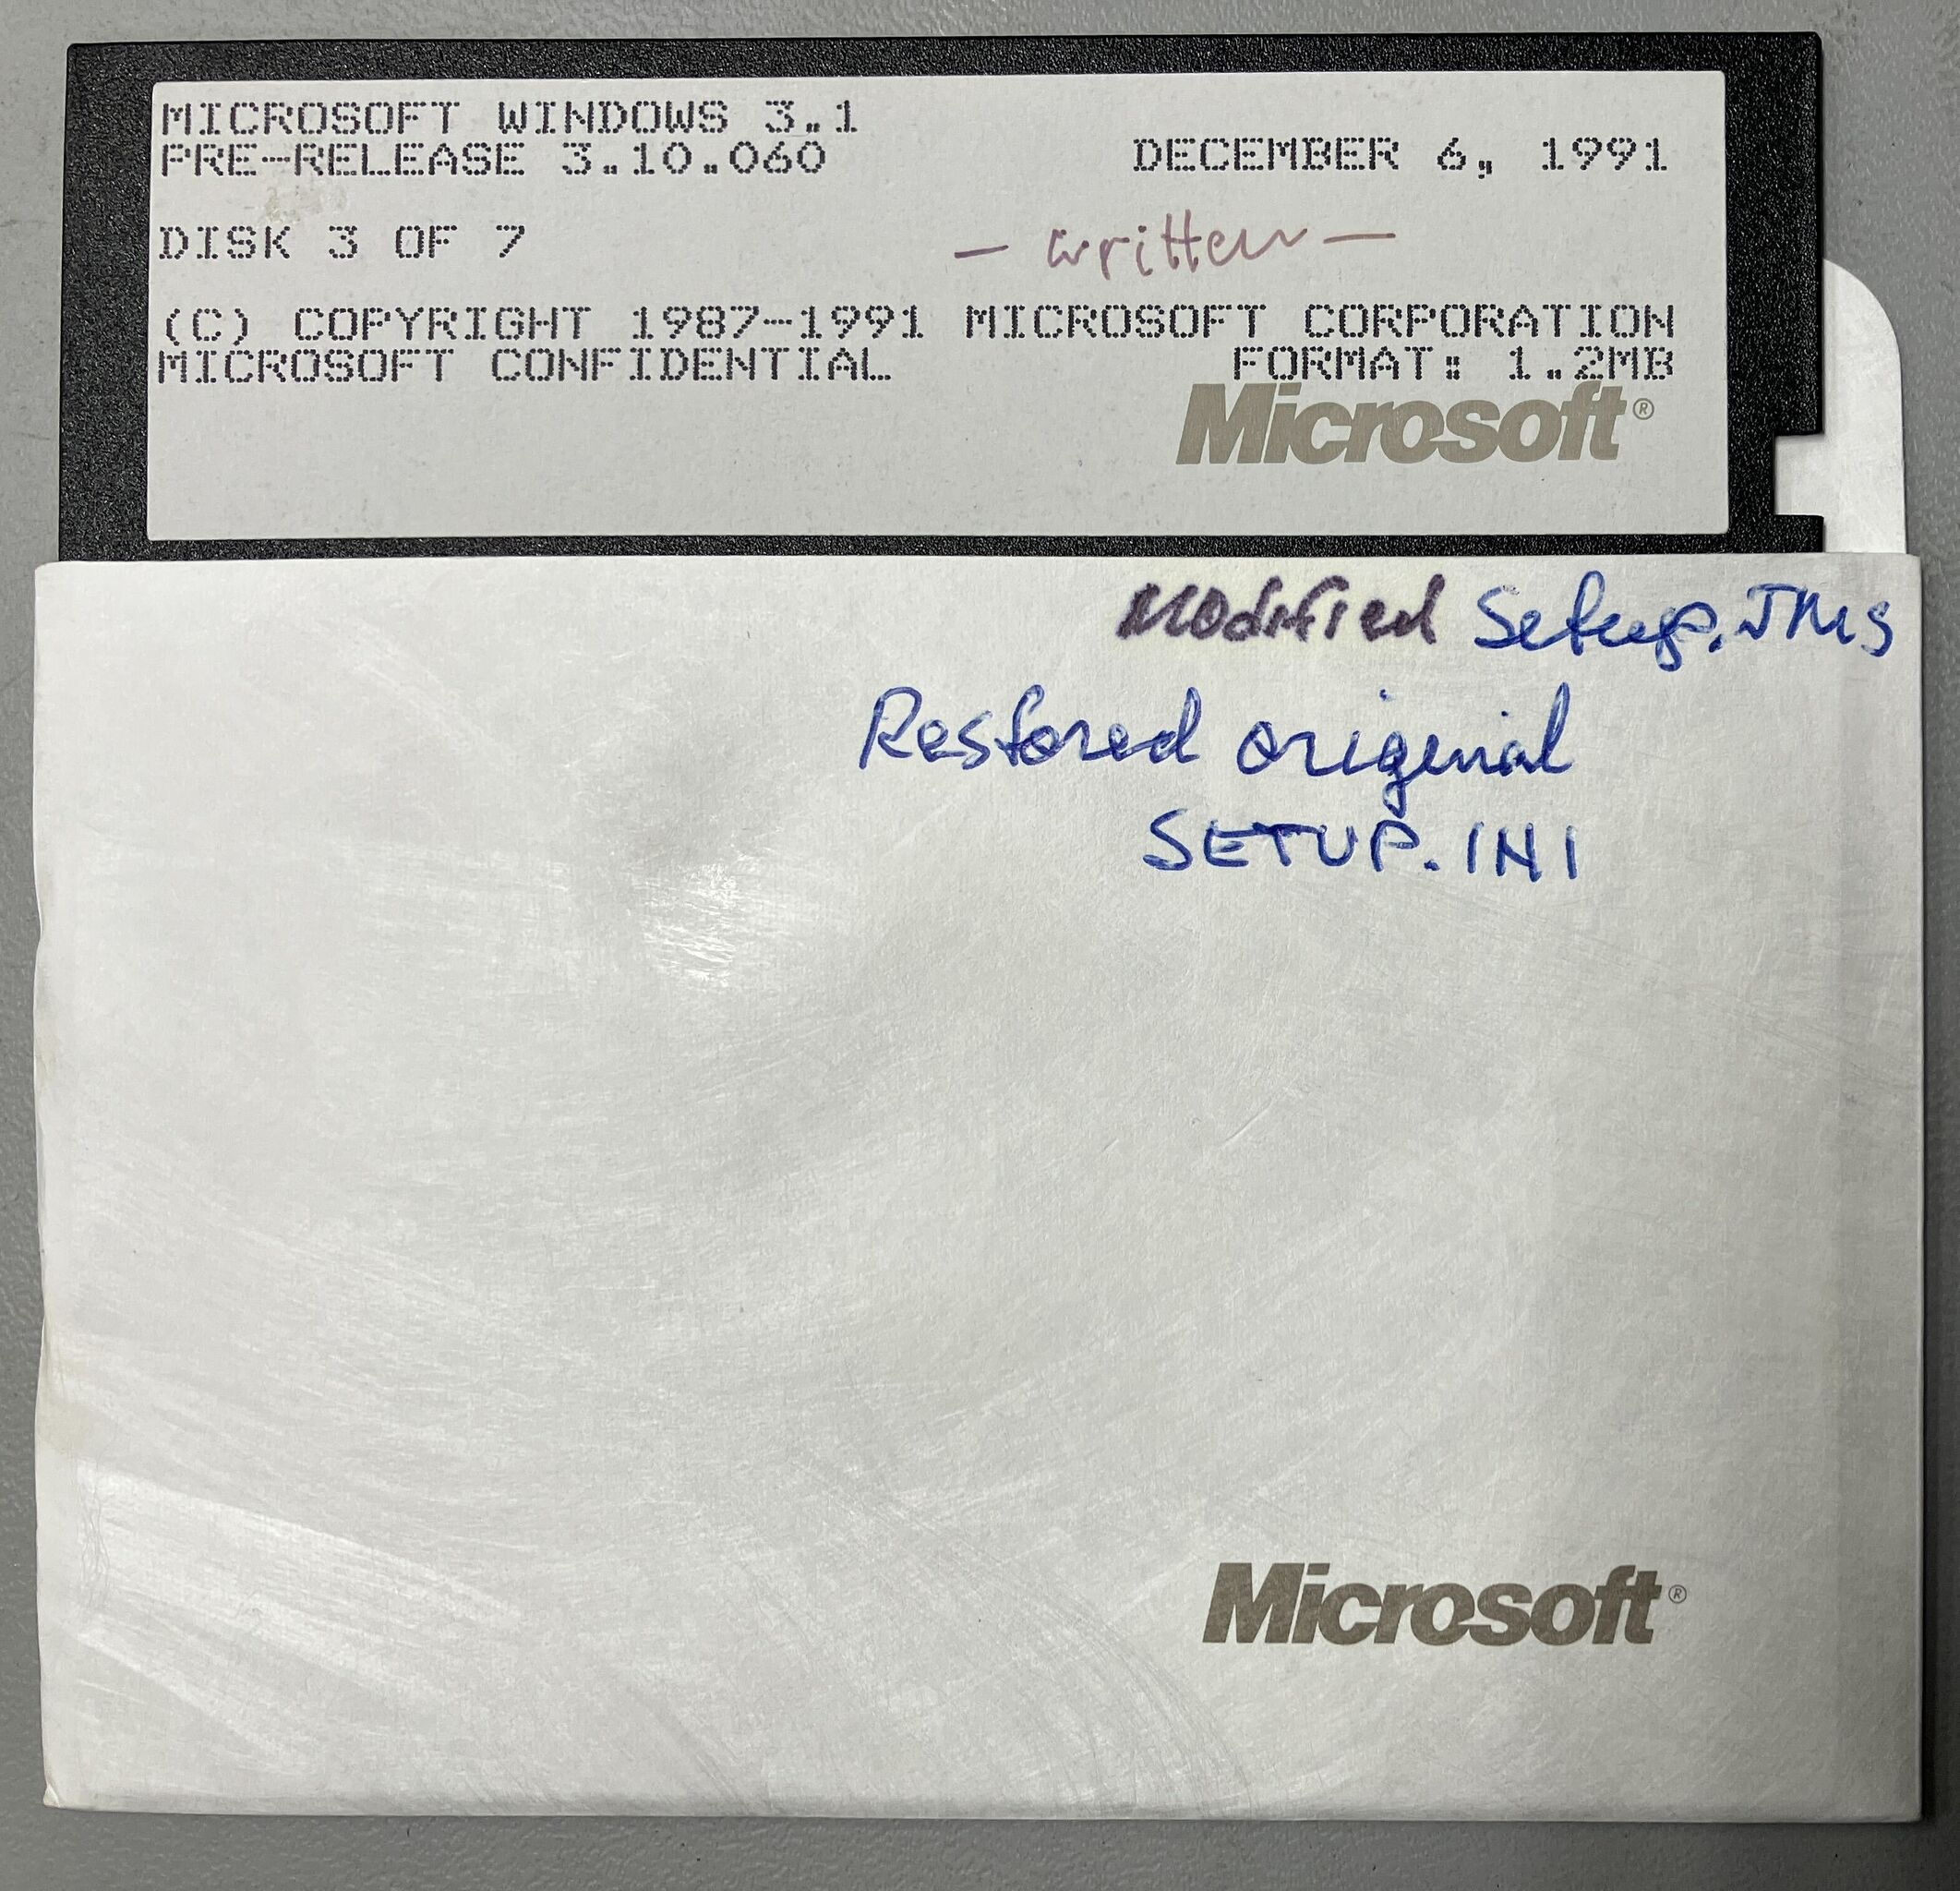 MICROSOFT WINDOWS 3.1
PRE-RELEASE 3.10.060 DECEMBER 6, 1991
DISK 3 OF 7 — written —
(C) COPYRIGHT 1987-1991 MICROSOFT CORPORATION
MICROSOFT CONFIDENTIAL FORMAT: 1.2MB
Microsoft®
Modified Setup.
Restored original
SETUP.INI
Microsoft®